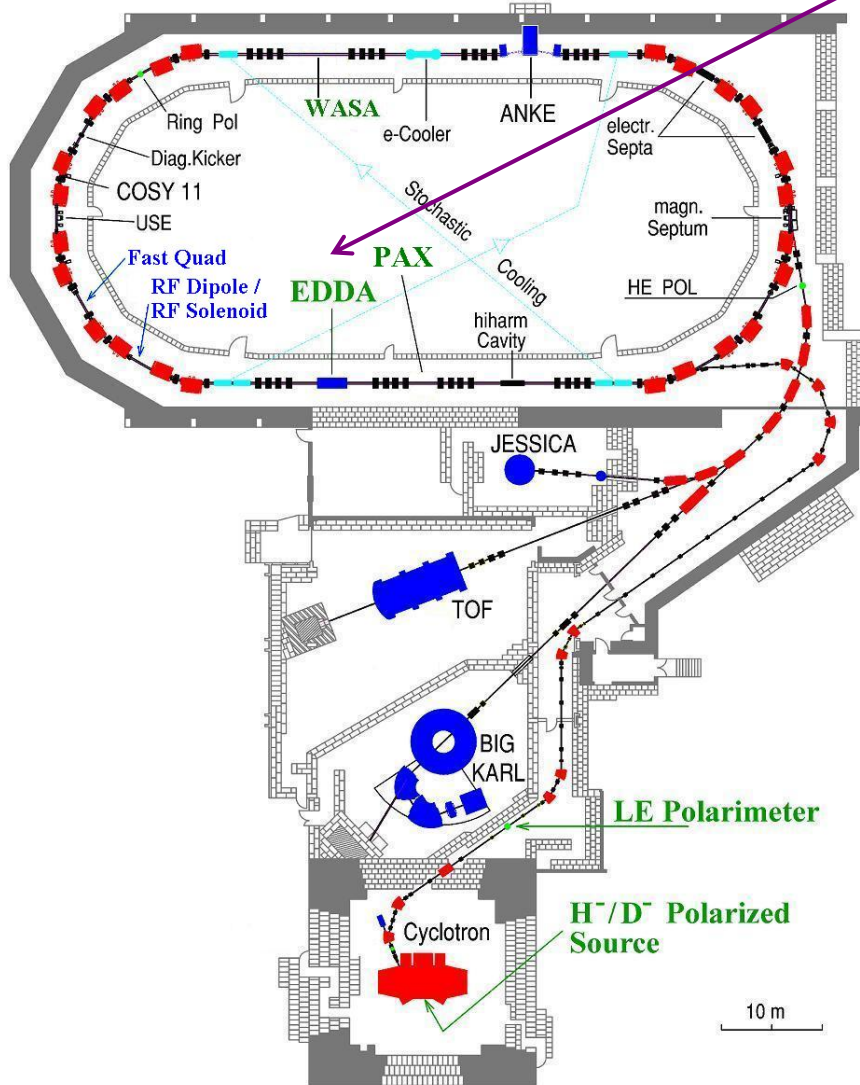 WASA
Ring Pol
e-Cooler
ANKE
electr.
Septa
Diag.Kicker
COSY 11
USE
Stochastic
Cooling
magn.
Septum
Fast Quad
RF Dipole /
RF Solenoid
PAX
EDDA
HE POL
hiharm
Cavity
JESSICA
TOF
BIG
KARL
LE Polarimeter
H⁻/D⁻ Polarized
Source
Cyclotron
10 m